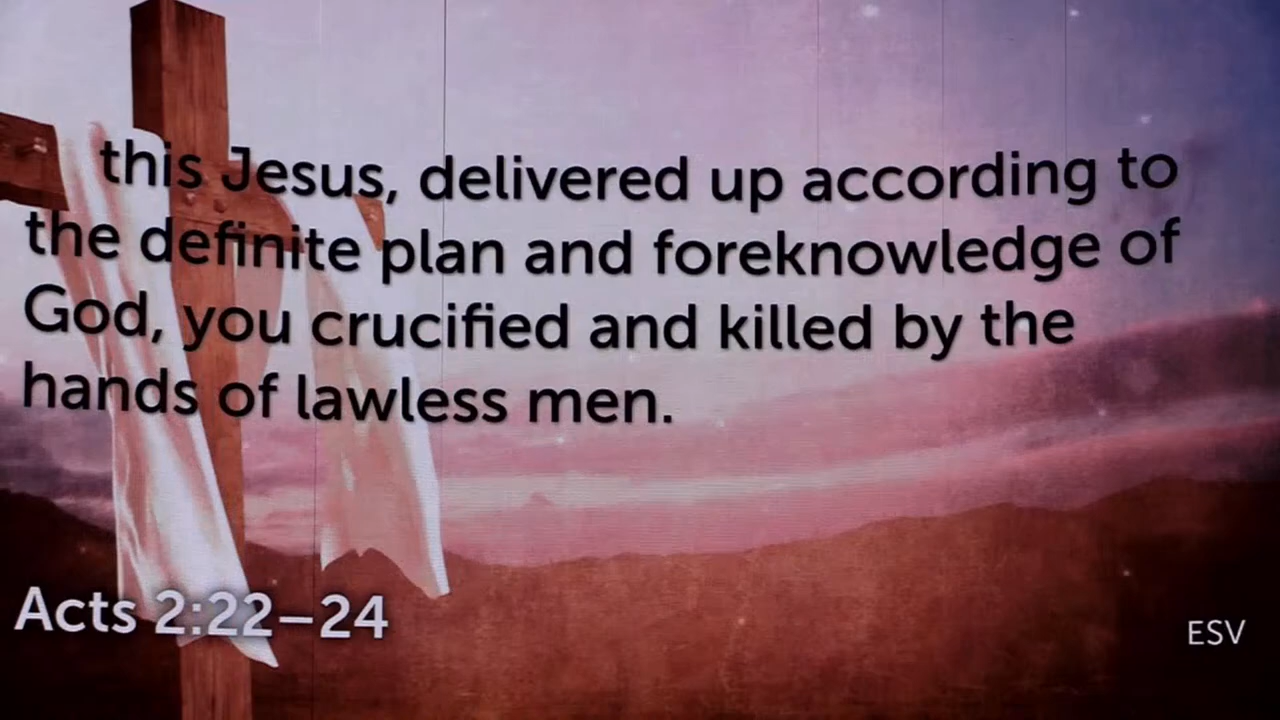 this Jesus, delivered up according to
the definite plan and foreknowledge of
God, you crucified and killed by the
hands of lawless men.
Acts 2:22–24
ESV